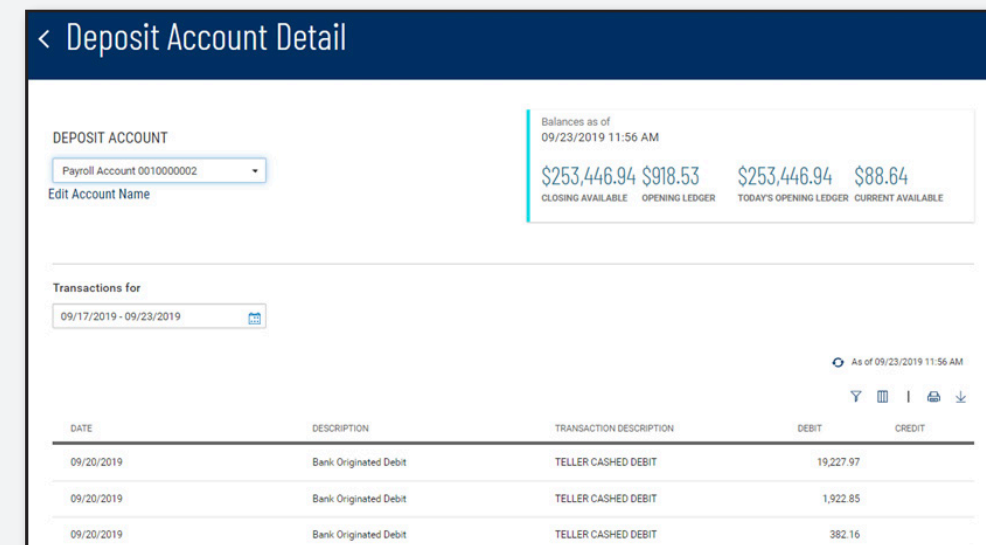 < Deposit Account Detail
DEPOSIT ACCOUNT
Payroll Account 0010000002
Edit Account Name
Balances as of
09/23/2019 11:56 AM
$253,446.94 $918.53 $253,446.94 $88.64
CLOSING AVAILABLE OPENING LEDGER TODAY'S OPENING LEDGER CURRENT AVAILABLE
Transactions for
09/17/2019 - 09/23/2019
As of 09/23/2019 11:56 AM
DATE DESCRIPTION TRANSACTION DESCRIPTION DEBIT CREDIT
09/20/2019 Bank Originated Debit TELLER CASHED DEBIT 19,227.97
09/20/2019 Bank Originated Debit TELLER CASHED DEBIT 1,922.85
09/20/2019 Bank Originated Debit TELLER CASHED DEBIT 382.16